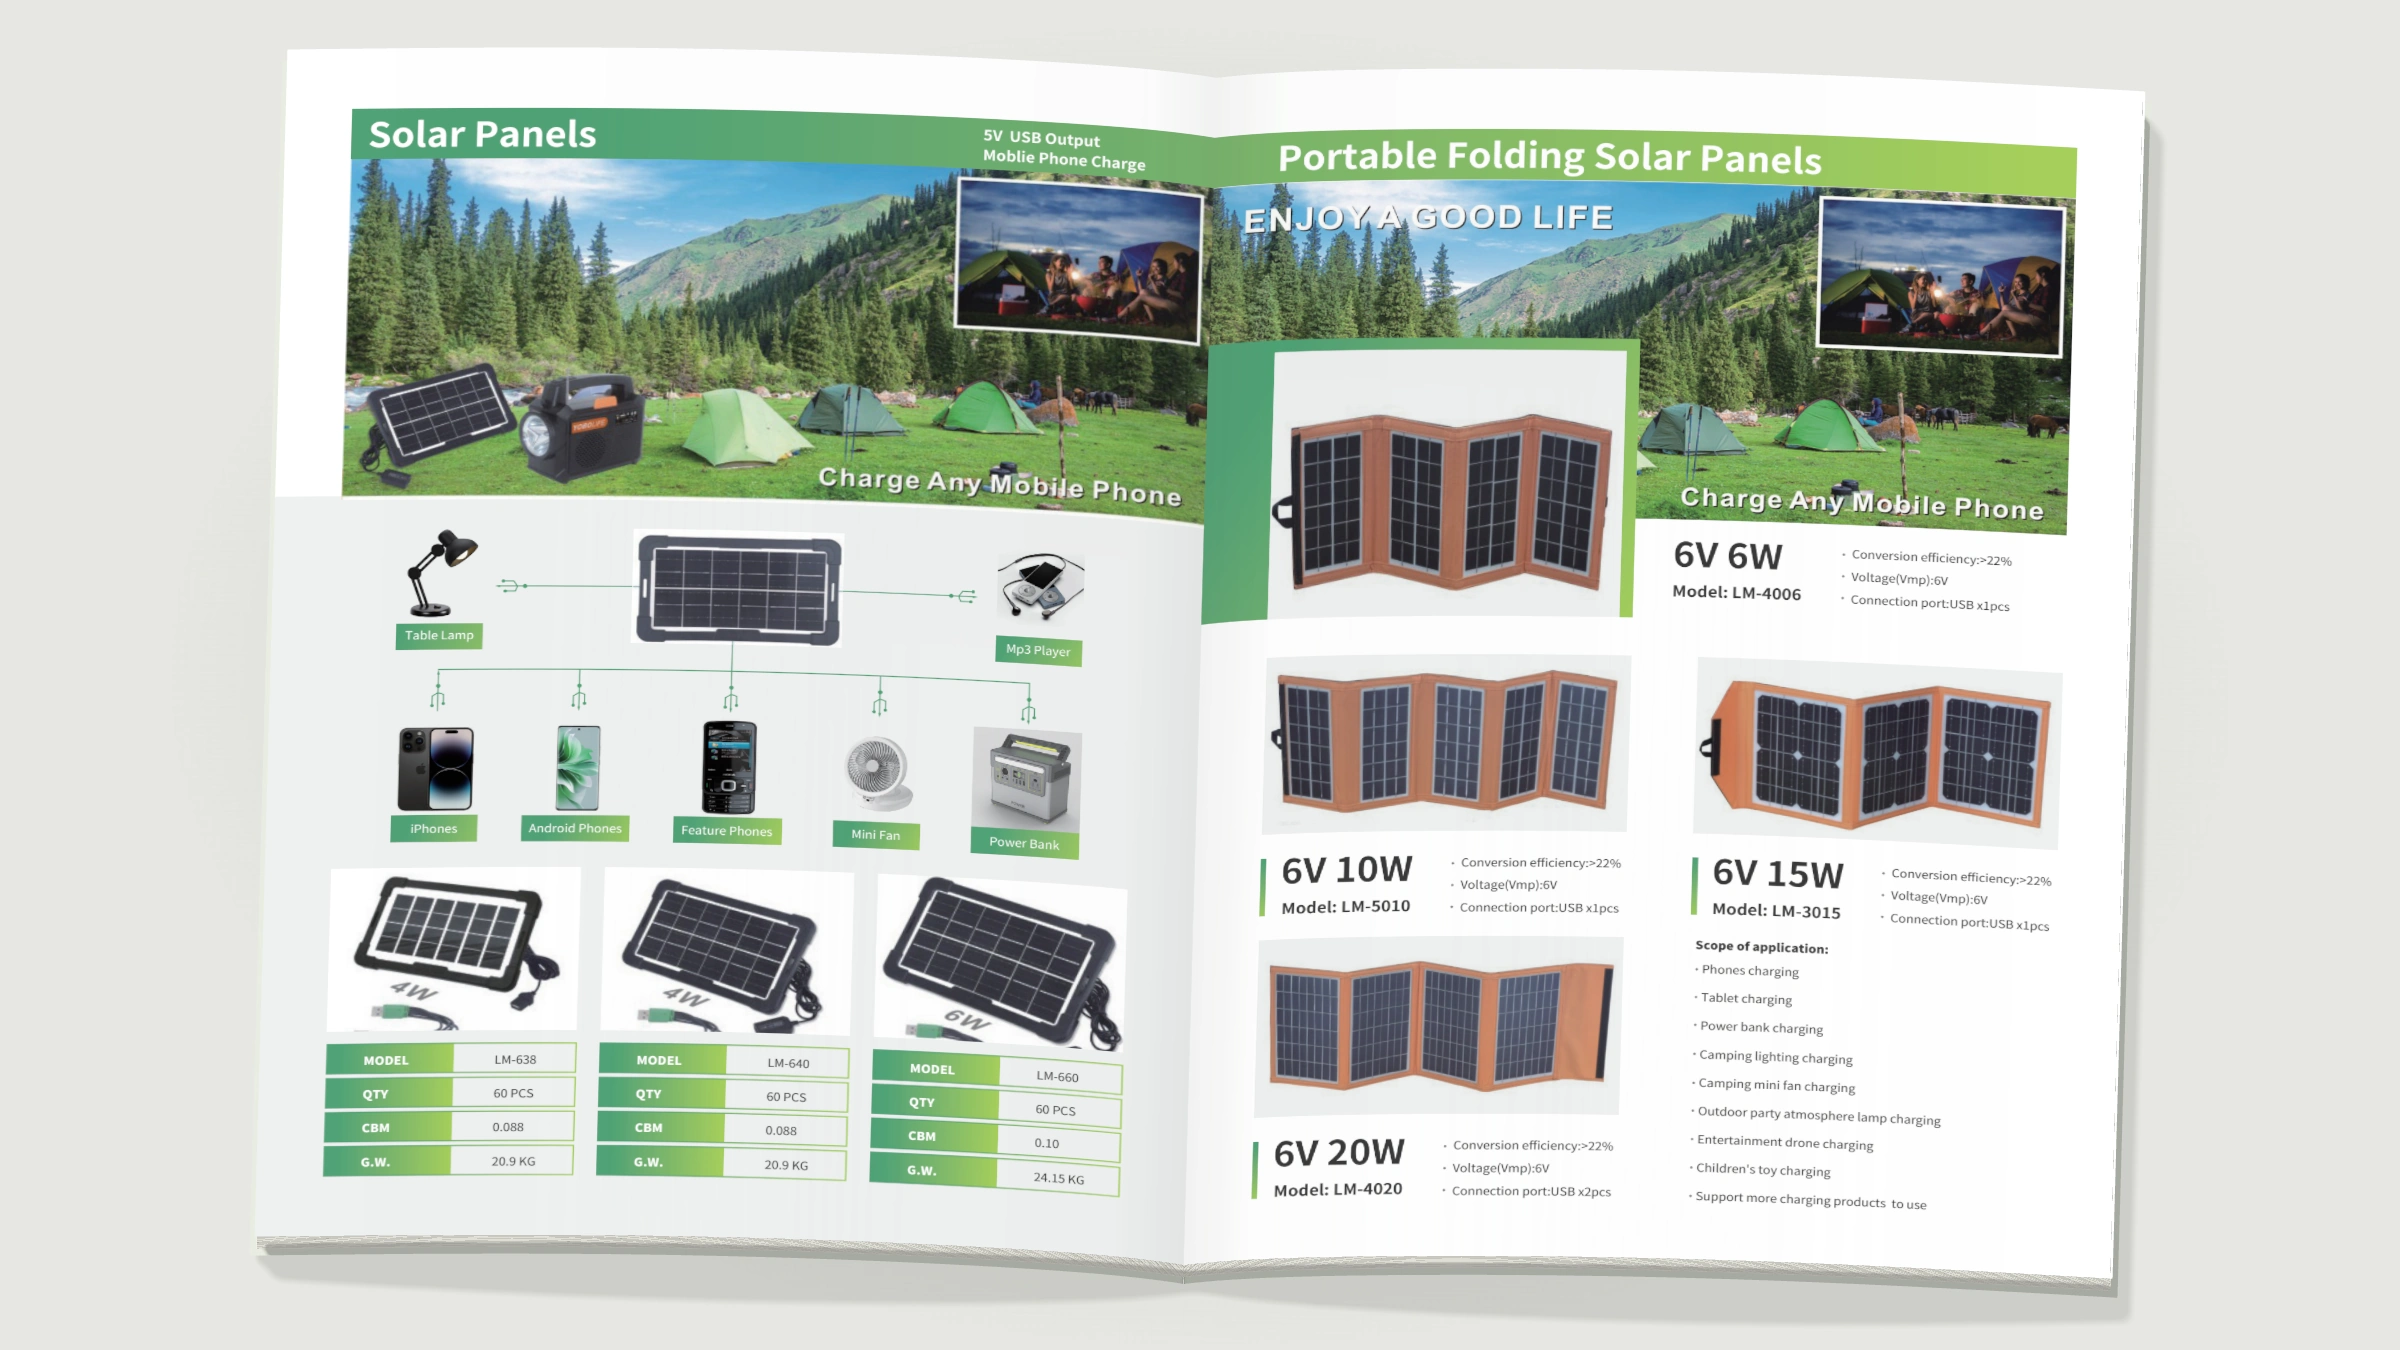 Solar Panels
5V USB Output
Moblie Phone Charge
Charge Any Mobile Phone
Table Lamp
Mp3 Player
iPhones
Android Phones
Feature Phones
Mini Fan
Power Bank
4W
4W
6W
MODEL LM-638
QTY 60 PCS
CBM 0.088
G.W. 20.9 KG
MODEL LM-640
QTY 60 PCS
CBM 0.088
G.W. 20.9 KG
MODEL LM-660
QTY 60 PCS
CBM 0.10
G.W. 24.15 KG
Portable Folding Solar Panels
ENJOY A GOOD LIFE
Charge Any Mobile Phone
6V 6W
Model: LM-4006
· Conversion efficiency:>22%
· Voltage(Vmp):6V
· Connection port:USB x1pcs
6V 10W
Model: LM-5010
· Conversion efficiency:>22%
· Voltage(Vmp):6V
· Connection port:USB x1pcs
6V 15W
Model: LM-3015
· Conversion efficiency:>22%
· Voltage(Vmp):6V
· Connection port:USB x1pcs
6V 20W
Model: LM-4020
· Conversion efficiency:>22%
· Voltage(Vmp):6V
· Connection port:USB x2pcs
Scope of application:
· Phones charging
· Tablet charging
· Power bank charging
· Camping lighting charging
· Camping mini fan charging
· Outdoor party atmosphere lamp charging
· Entertainment drone charging
· Children's toy charging
· Support more charging products to use